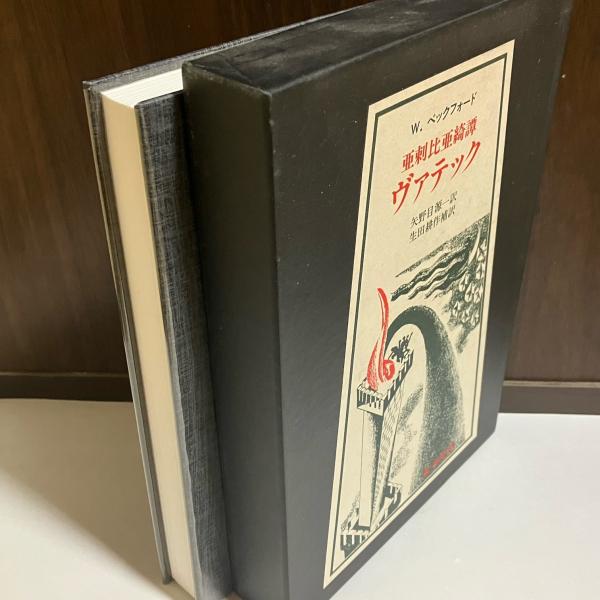 W. ベックフォード
亜刺比亜綺譚
ヴァテック
矢野目源一訳
生田耕作補訳